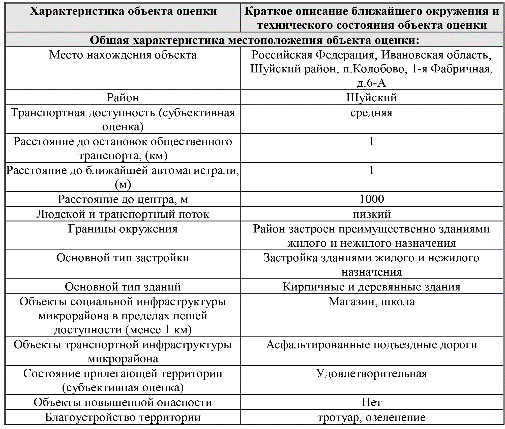 Характеристика объекта оценки
Краткое описание ближайшего окружения и
технического состояния объекта оценки
Общая характеристика местоположения объекта оценки:
Место нахождения объекта
Российская Федерация, Ивановская область,
Шуйский район, п.Колобово, 1-я Фабричная,
д.6-А
Район
Шуйский
Транспортная доступность (субъективная
оценка)
средняя
Расстояние до остановок общественного
транспорта, (км)
1
Расстояние до ближайшей автомагистрали,
(м)
1
Расстояние до центра, м
1000
Людской и транспортный поток
низкий
Границы окружения
Район застроен преимущественно зданиями
жилого и нежилого назначения
Основной тип застройки
Застройка зданиями жилого и нежилого
назначения
Основной тип зданий
Кирпичные и деревянные здания
Объекты социальной инфраструктуры
микрорайона в пределах пешей
доступности (менее 1 км)
Магазин, школа
Объекты транспортной инфраструктуры
микрорайона
Асфальтированные подъездные дороги
Состояние прилегающей территории
(субъективная оценка)
Удовлетворительная
Объекты повышенной опасности
Нет
Благоустройство территории
тротуар, озеленение